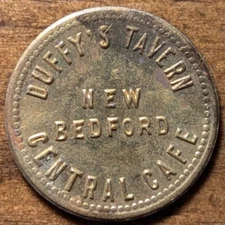 DUFFY'S TAVERN
NEW
BEDFORD
CENTRAL CAFE